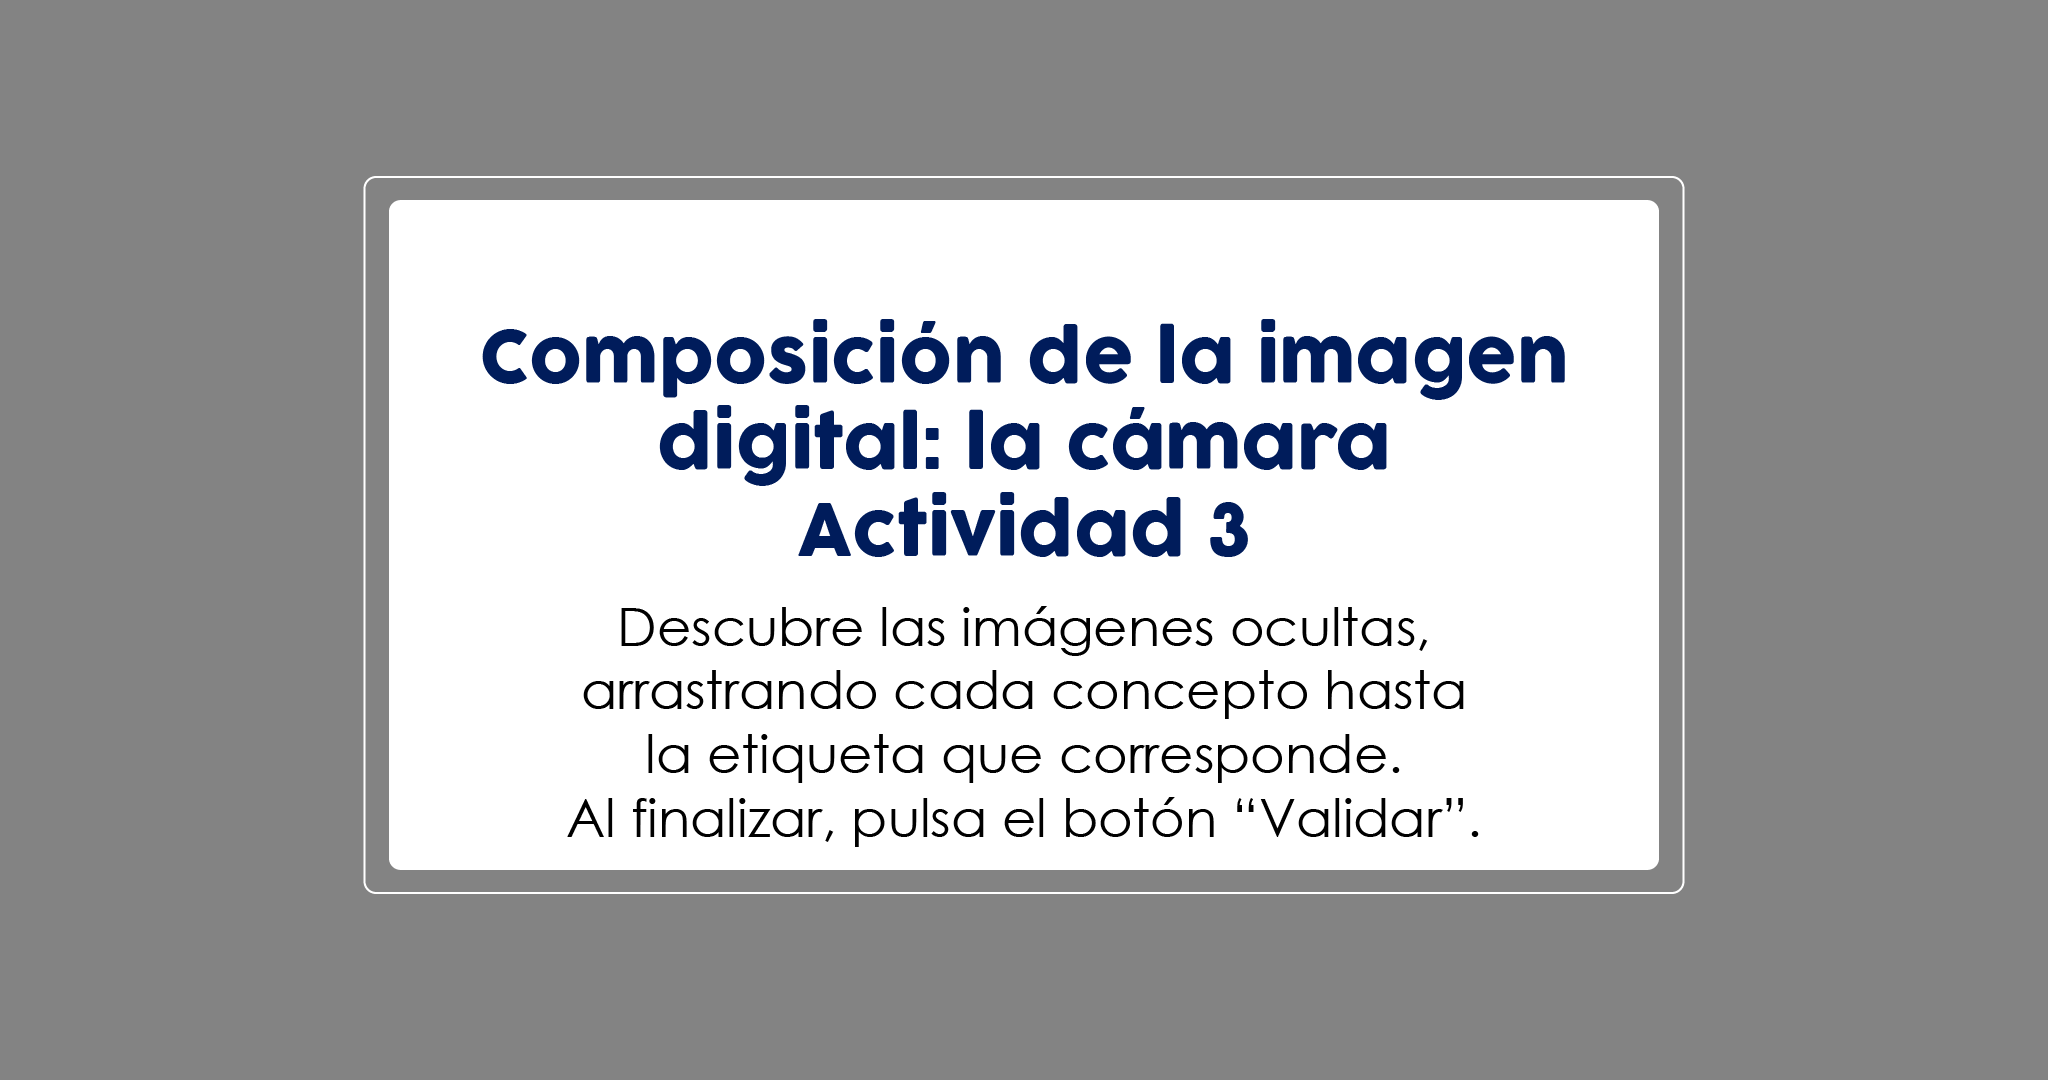 Composición de la imagen
digital: la cámara
Actividad 3
Descubre las imágenes ocultas,
arrastrando cada concepto hasta
la etiqueta que corresponde.
Al finalizar, pulsa el botón “Validar”.